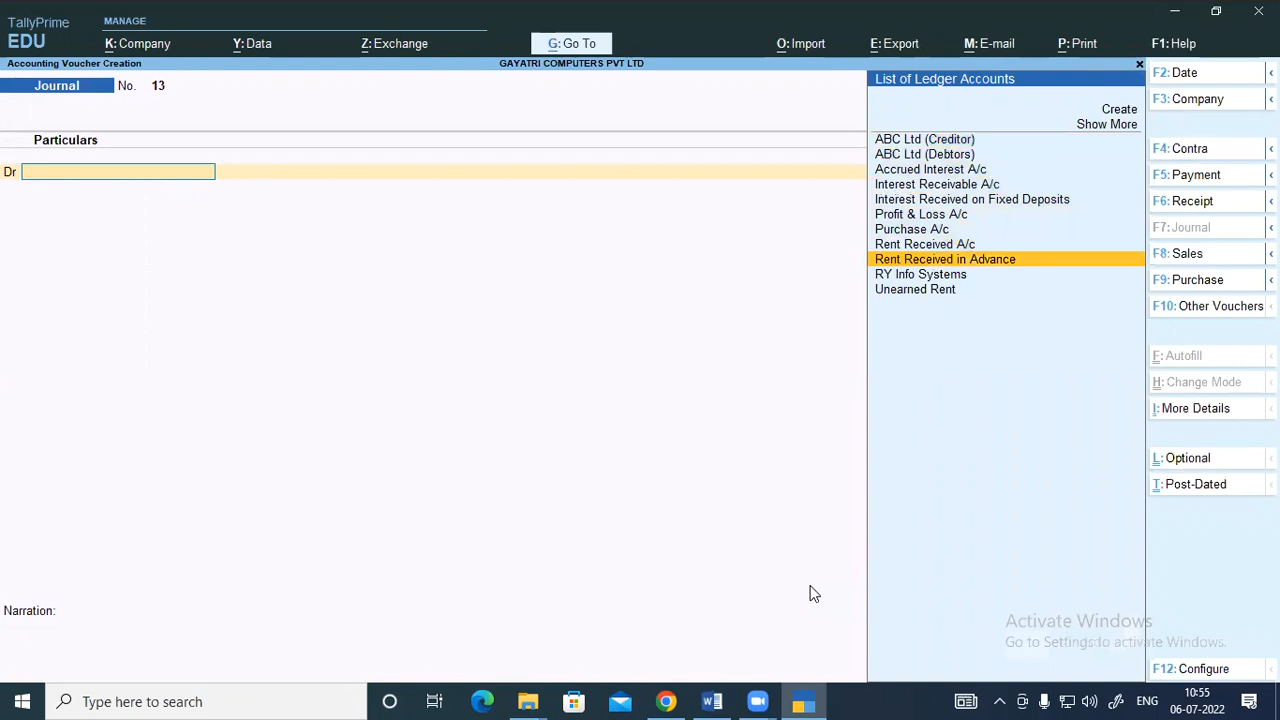 TallyPrime
EDU
MANAGE
K: Company
Y: Data
Z: Exchange
G: Go To
O: Import
E: Export
M: E-mail
P: Print
F1: Help
Accounting Voucher Creation
GAYATRI COMPUTERS PVT LTD
Journal No. 13
Particulars
Dr
Narration:
List of Ledger Accounts
Create
Show More
ABC Ltd (Creditor)
ABC Ltd (Debtors)
Accrued Interest A/c
Interest Receivable A/c
Interest Received on Fixed Deposits
Profit & Loss A/c
Purchase A/c
Rent Received A/c
Rent Received in Advance
RY Info Systems
Unearned Rent
F2: Date
F3: Company
F4: Contra
F5: Payment
F6: Receipt
F7: Journal
F8: Sales
F9: Purchase
F10: Other Vouchers
F: Autofill
H: Change Mode
I: More Details
L: Optional
T: Post-Dated
F12: Configure
Activate Windows
Go to Settings to activate Windows.
Type here to search
ENG
10:55
06-07-2022